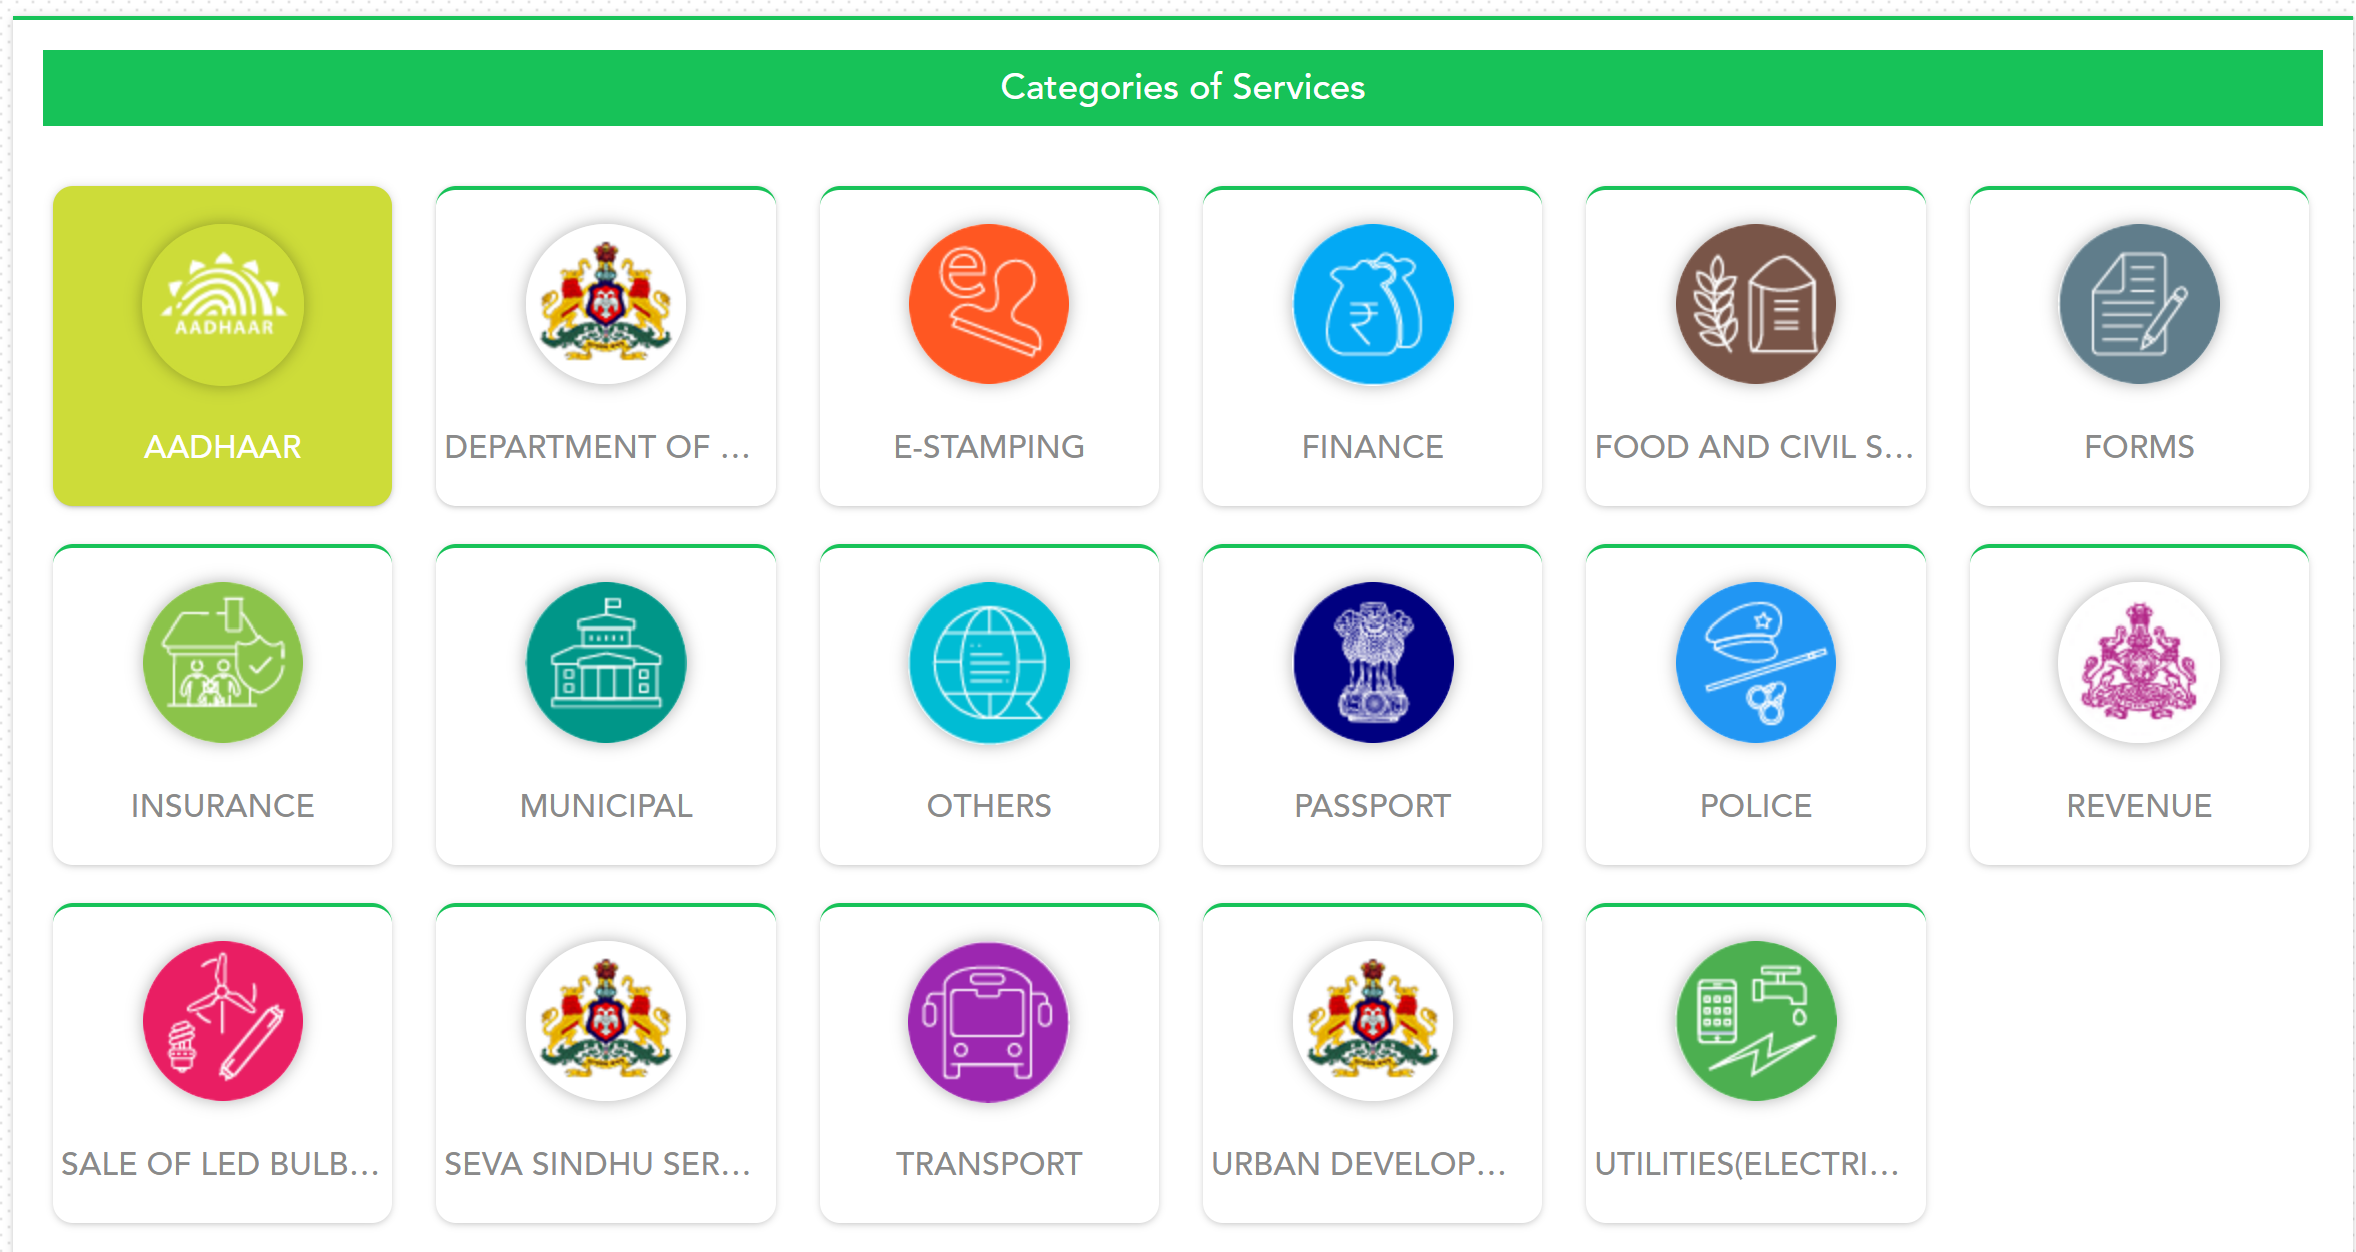 Categories of Services
AADHAAR
AADHAAR
DEPARTMENT OF ...
e
E-STAMPING
₹
FINANCE
FOOD AND CIVIL S...
FORMS
INSURANCE
MUNICIPAL
OTHERS
PASSPORT
POLICE
REVENUE
SALE OF LED BULB...
SEVA SINDHU SER...
TRANSPORT
URBAN DEVELOP...
UTILITIES(ELECTRI...